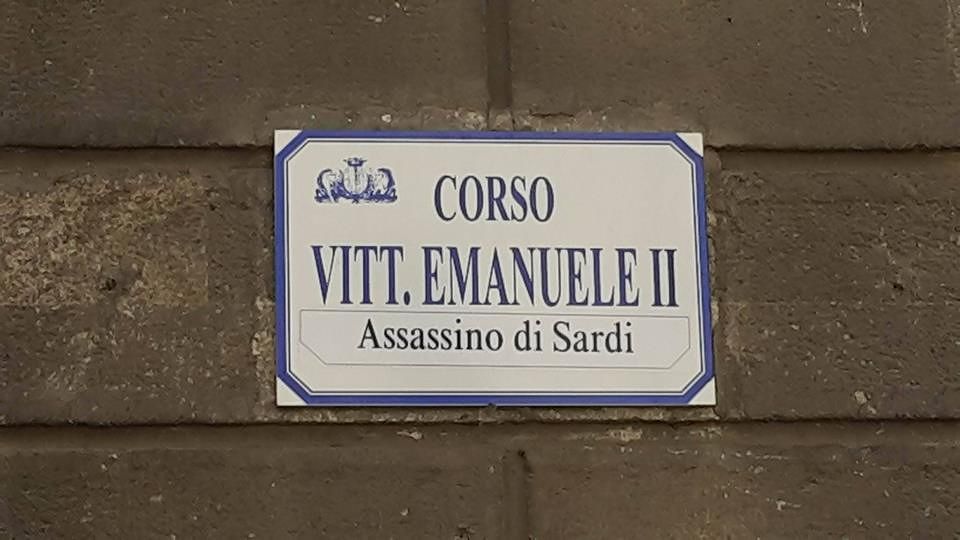 CORSO
VITT. EMANUELE II
Assassino di Sardi